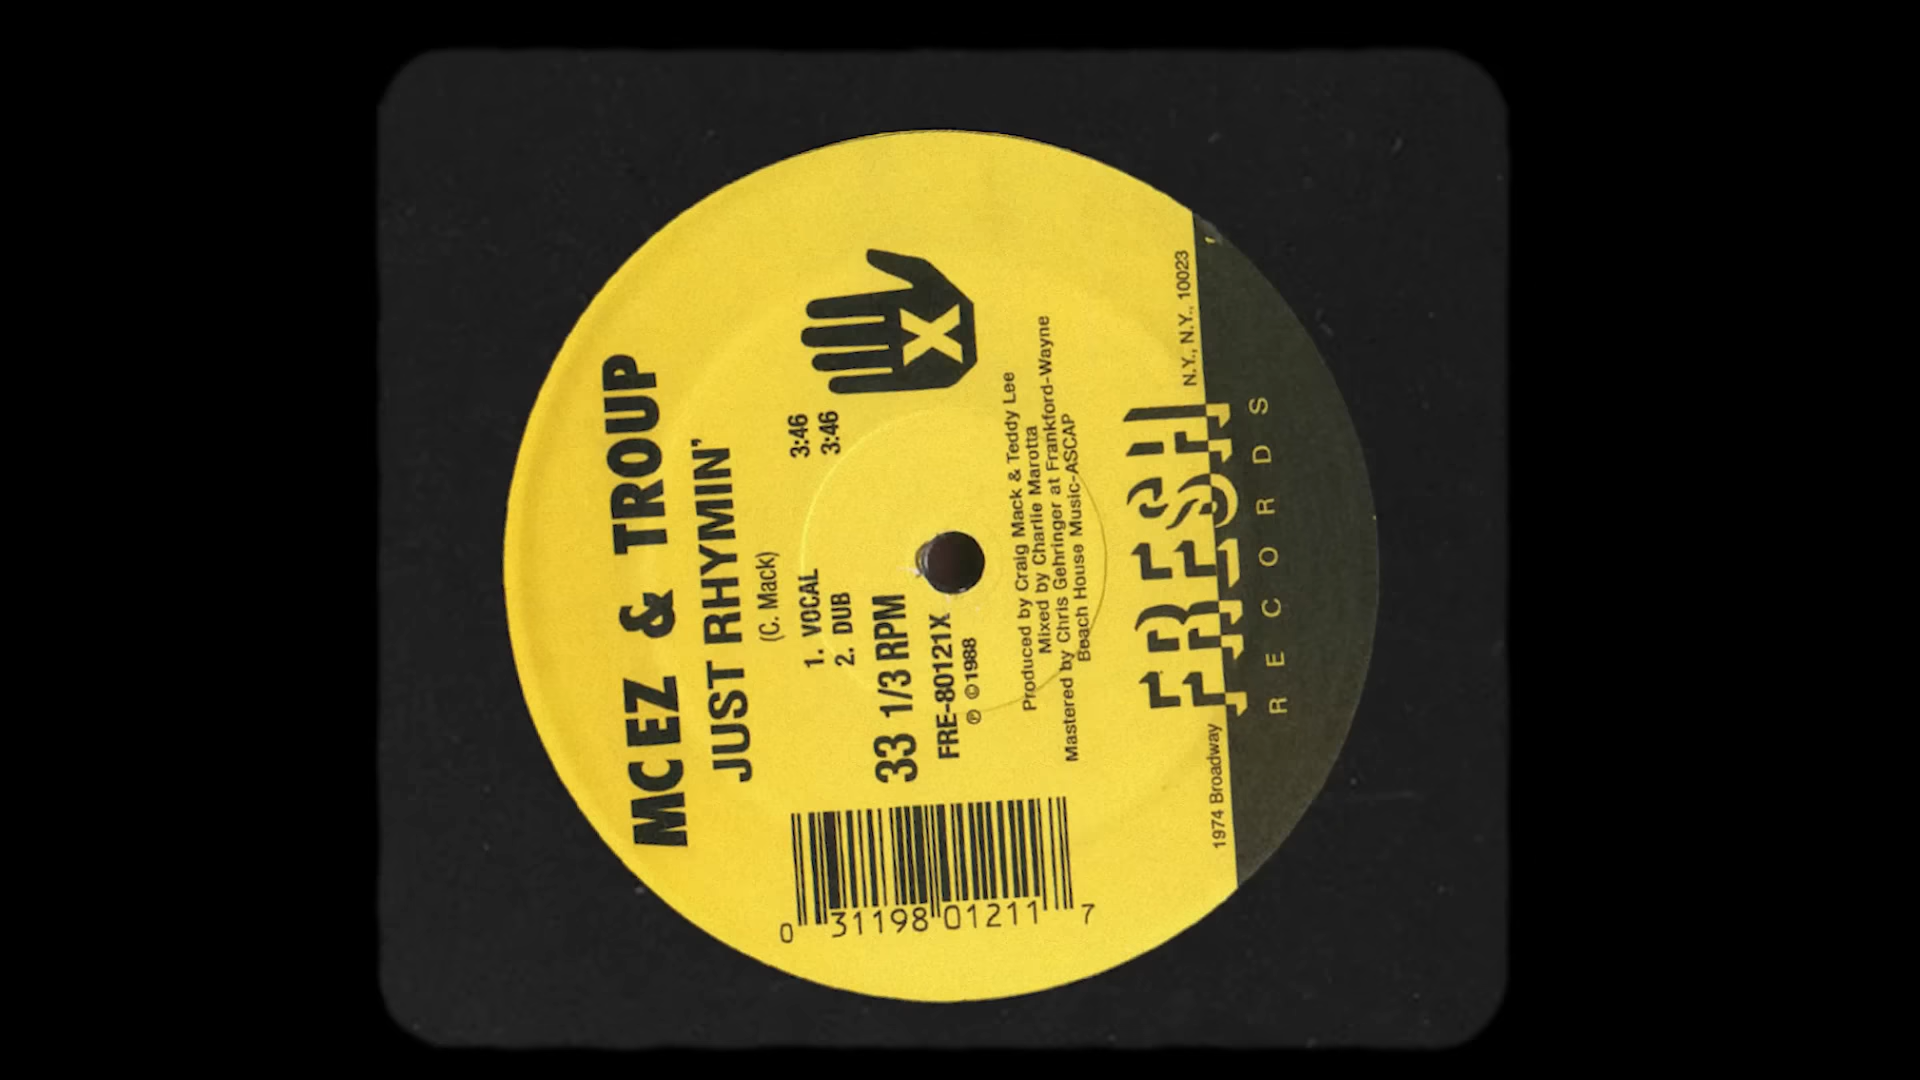 MC EZ & TROUP
JUST RHYMIN'
(C. Mack)
1. VOCAL 3:46
2. DUB 3:46
33 1/3 RPM
FRE-80121X
℗ © 1988
X
Produced by Craig Mack & Teddy Lee
Mixed by Charlie Marotta
Mastered by Chris Gehringer at Frankford-Wayne
Beach House Music-ASCAP
0 31198 01211 7
FRESH
RECORDS
1974 Broadway N.Y., N.Y., 10023